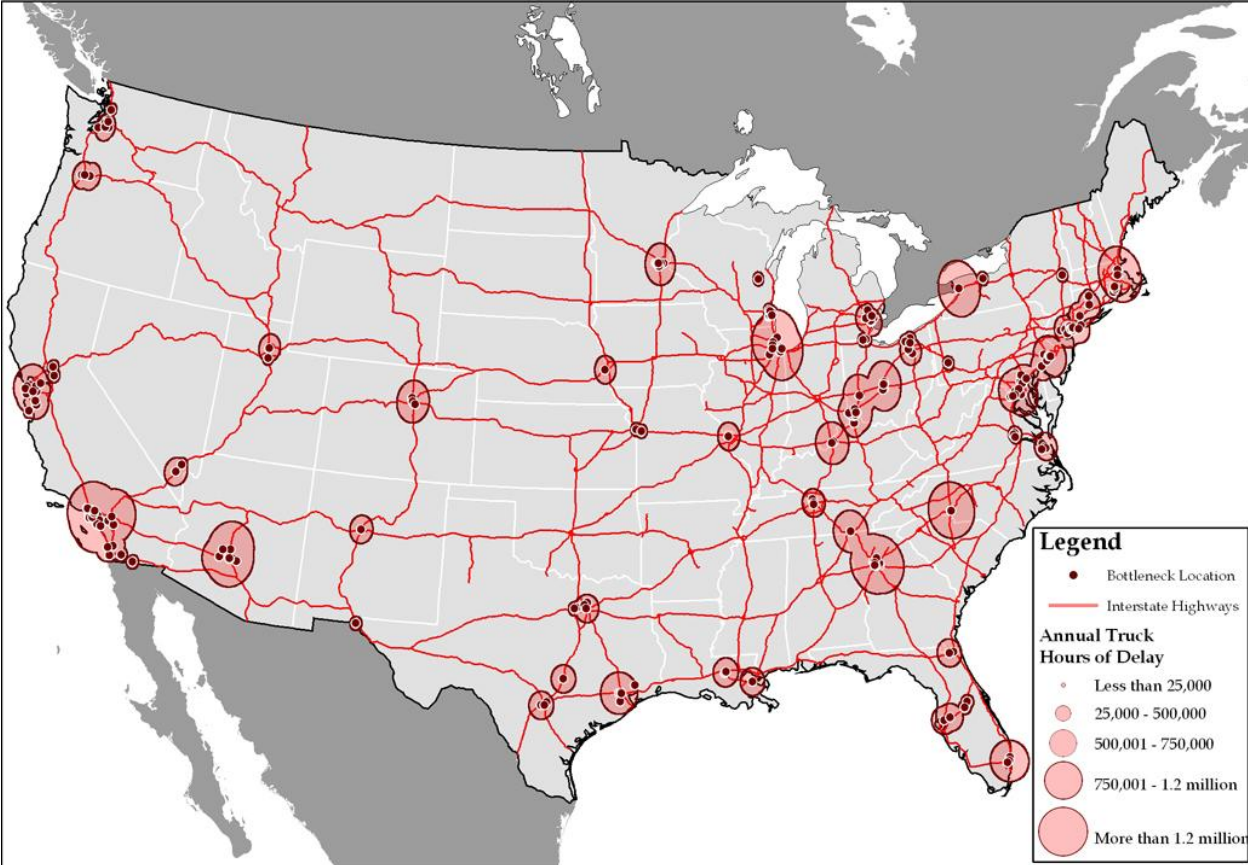 Legend
Bottleneck Location
Interstate Highways
Annual Truck
Hours of Delay
Less than 25,000
25,000 - 500,000
500,001 - 750,000
750,001 - 1.2 million
More than 1.2 million